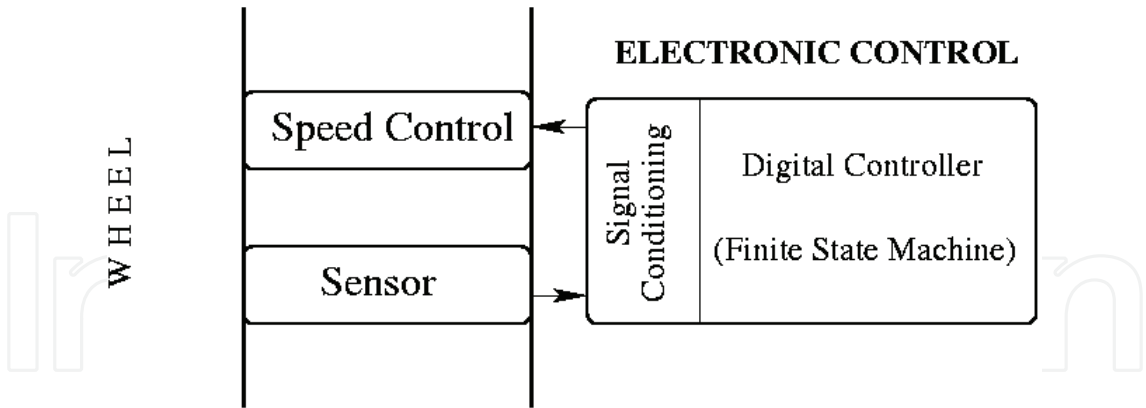 ELECTRONIC CONTROL
Speed Control
Signal
Conditioning
Digital Controller
(Finite State Machine)
WHEEL
Sensor